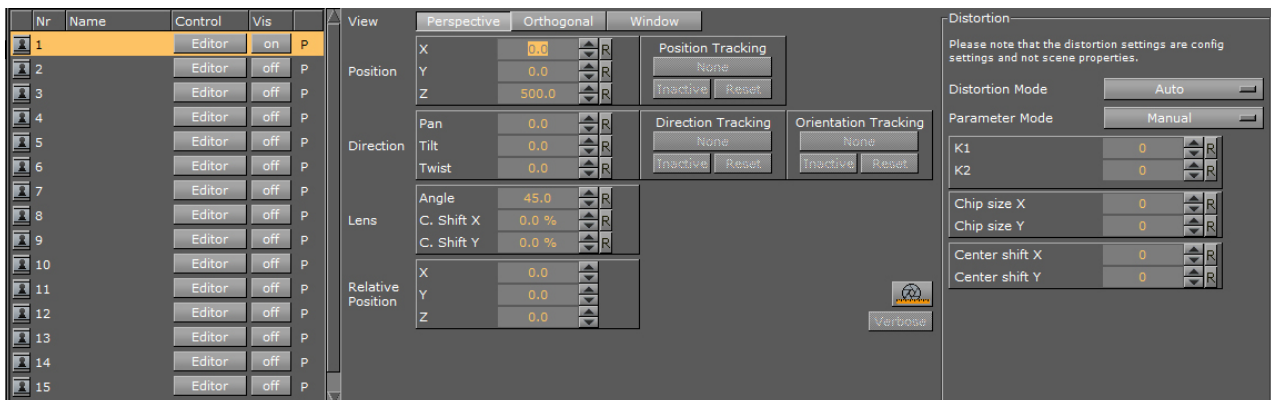 Nr Name Control Vis
1 Editor on P
2 Editor off P
3 Editor off P
4 Editor off P
5 Editor off P
6 Editor off P
7 Editor off P
8 Editor off P
9 Editor off P
10 Editor off P
11 Editor off P
12 Editor off P
13 Editor off P
14 Editor off P
15 Editor off P
View Perspective Orthogonal Window
Position
X 0.0 R
Y 0.0 R
Z 500.0 R
Position Tracking
None
Inactive Reset
Direction
Pan 0.0 R
Tilt 0.0 R
Twist 0.0 R
Direction Tracking
None
Inactive Reset
Orientation Tracking
None
Inactive Reset
Lens
Angle 45.0 R
C. Shift X 0.0 % R
C. Shift Y 0.0 % R
Relative
Position
X 0.0
Y 0.0
Z 0.0
Verbose
Distortion
Please note that the distortion settings are config
settings and not scene properties.
Distortion Mode Auto
Parameter Mode Manual
K1 0 R
K2 0 R
Chip size X 0 R
Chip size Y 0 R
Center shift X 0 R
Center shift Y 0 R